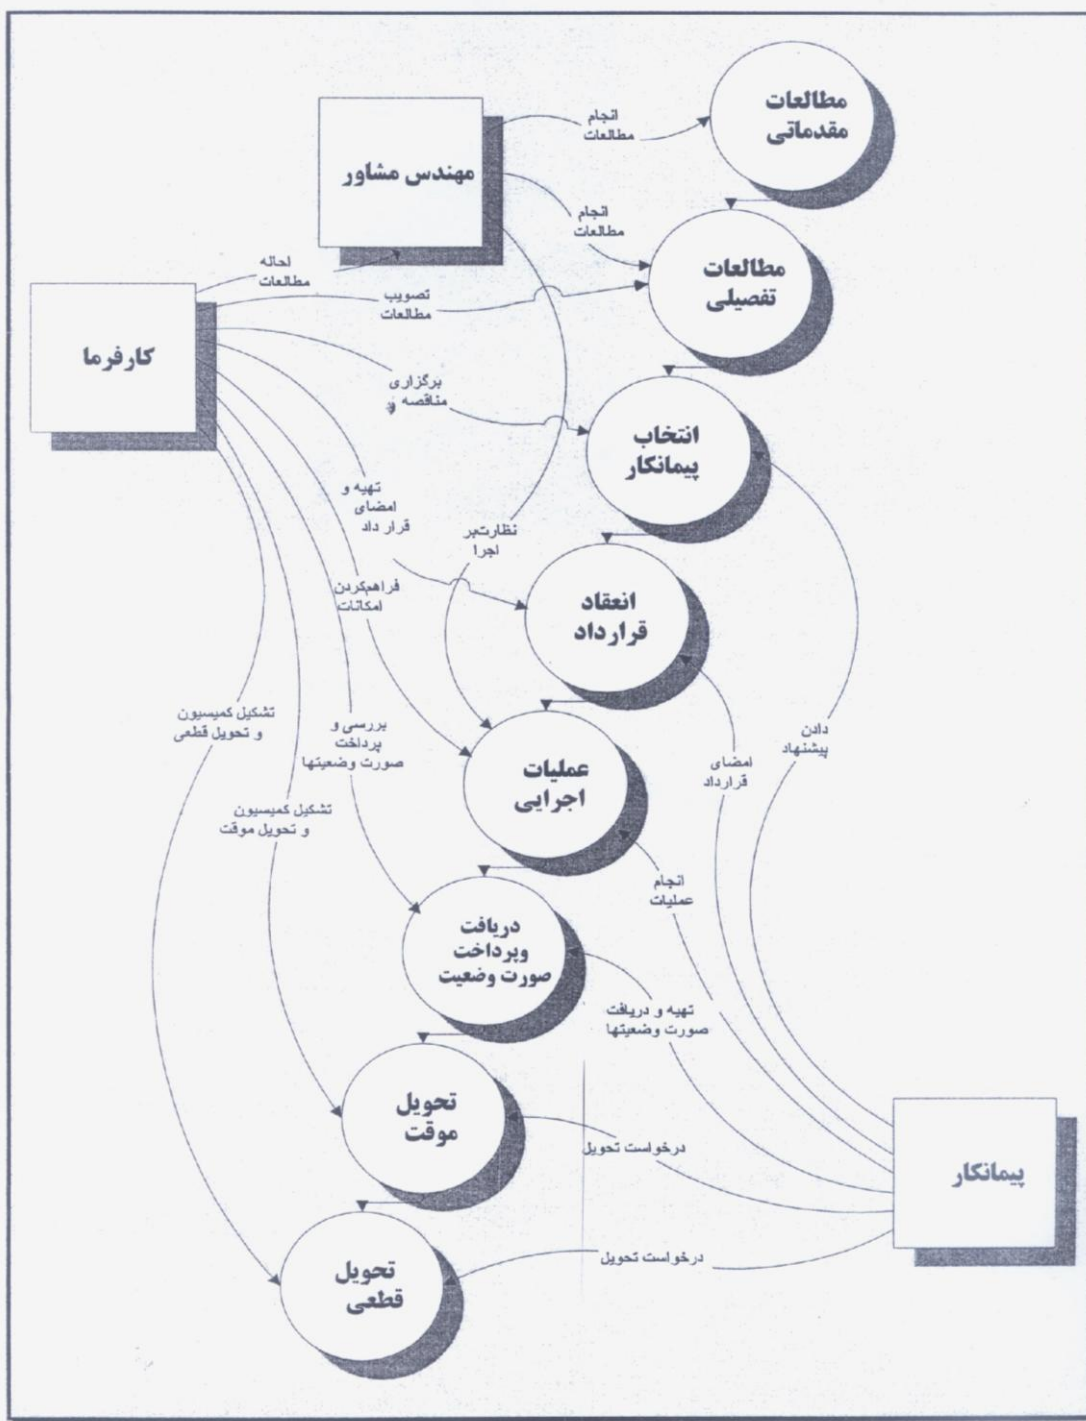 مطالعات
مقدماتی
انجام
مطالعات
مهندس مشاور
انجام
مطالعات
مطالعات
تفصیلی
احاله
مطالعات
تصویب
مطالعات
کارفرما
برگزاری
مناقصه و
انتخاب
پیمانکار
تهیه و
امضای
قرار داد
نظارت‌بر
اجرا
فراهم‌کردن
امکانات
انعقاد
قرارداد
تشکیل کمیسیون
و تحویل قطعی
بررسی و
پرداخت
صورت وضعیتها
دادن
پیشنهاد
امضای
قرارداد
عملیات
اجرایی
تشکیل کمیسیون
و تحویل موقت
انجام
عملیات
دریافت
وپرداخت
صورت وضعیت
تهیه و دریافت
صورت وضعیتها
تحویل
موقت
درخواست تحویل
پیمانکار
تحویل
قطعی
درخواست تحویل